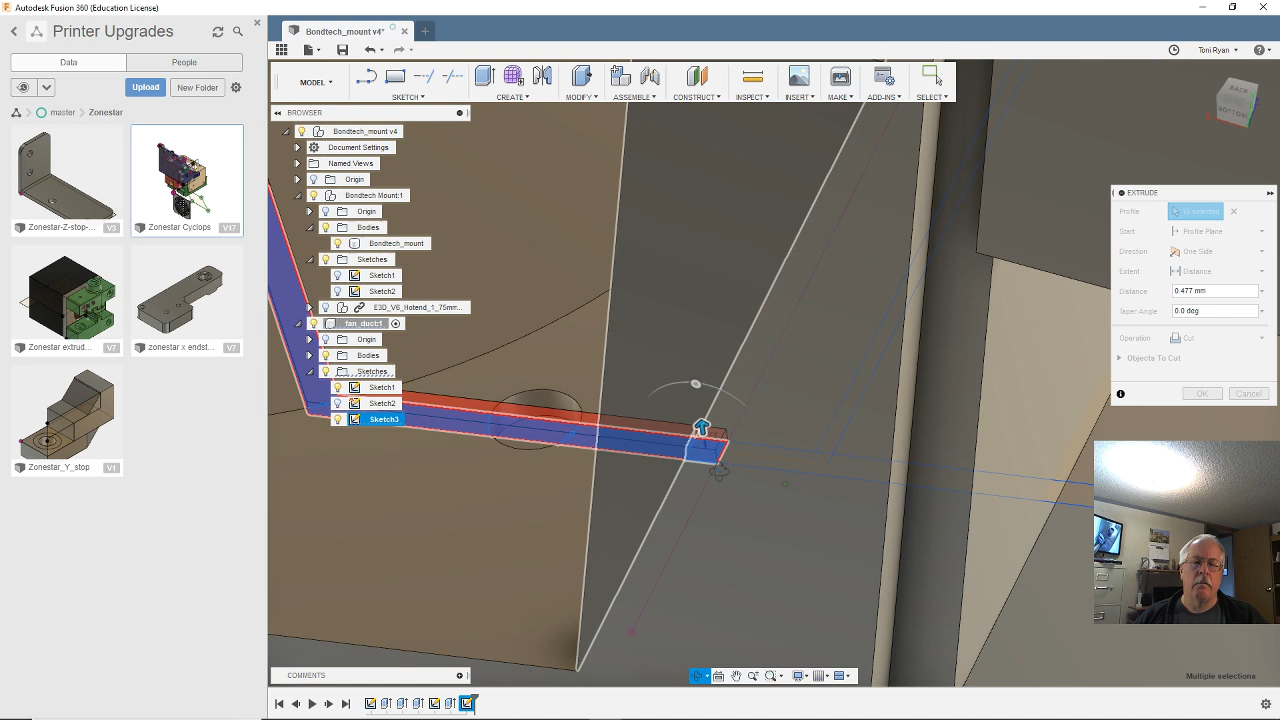 Autodesk Fusion 360 (Education License)
Printer Upgrades
Data
People
Upload
New Folder
master
Zonestar
Zonestar-Z-stop-...
V3
Zonestar Cyclops
V17
Zonestar extrud...
V7
zonestar x endst...
V7
Zonestar_Y_stop
V1
Bondtech_mount v4*
Toni Ryan
MODEL
SKETCH
CREATE
MODIFY
ASSEMBLE
CONSTRUCT
INSPECT
INSERT
MAKE
ADD-INS
SELECT
BROWSER
Bondtech_mount v4
Document Settings
Named Views
Origin
Bondtech Mount:1
Origin
Bodies
Bondtech_mount
Sketches
Sketch1
Sketch2
E3D_V6_Hotend_1_75mm...
fan_duct:1
Origin
Bodies
Sketches
Sketch1
Sketch2
Sketch3
BACK
BOTTOM
EXTRUDE
Profile
Start
Profile Plane
Direction
One Side
Extent
Distance
Distance
0.477 mm
Taper Angle
0.0 deg
Operation
Cut
Objects To Cut
OK
Cancel
COMMENTS
Multiple selections